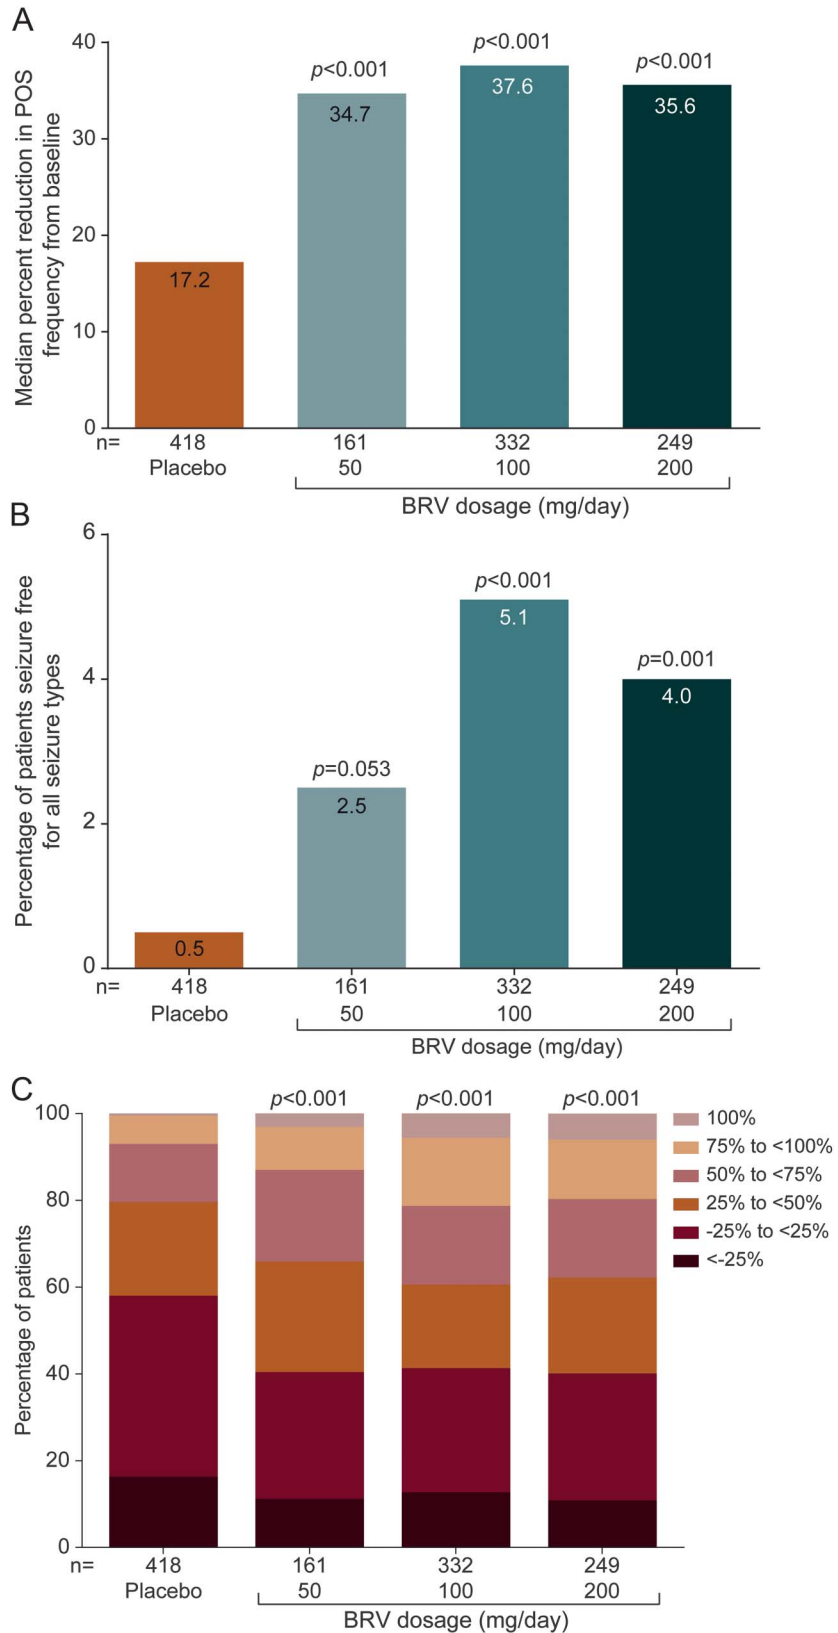 A
Median percent reduction in POS
frequency from baseline
40
30
20
10
0
p<0.001
p<0.001
p<0.001
17.2
34.7
37.6
35.6
n= 418 161 332 249
Placebo 50 100 200
BRV dosage (mg/day)
B
Percentage of patients seizure free
for all seizure types
6
4
2
0
p=0.053
p<0.001
p=0.001
0.5
2.5
5.1
4.0
n= 418 161 332 249
Placebo 50 100 200
BRV dosage (mg/day)
C
Percentage of patients
100
80
60
40
20
0
p<0.001 p<0.001 p<0.001
100%
75% to <100%
50% to <75%
25% to <50%
-25% to <25%
<-25%
n= 418 161 332 249
Placebo 50 100 200
BRV dosage (mg/day)